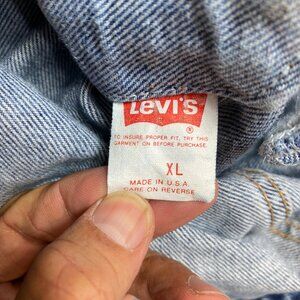 Levi's
®
TO INSURE PROPER FIT, TRY THIS
GARMENT ON BEFORE PURCHASE.
XL
MADE IN U.S.A.
CARE ON REVERSE